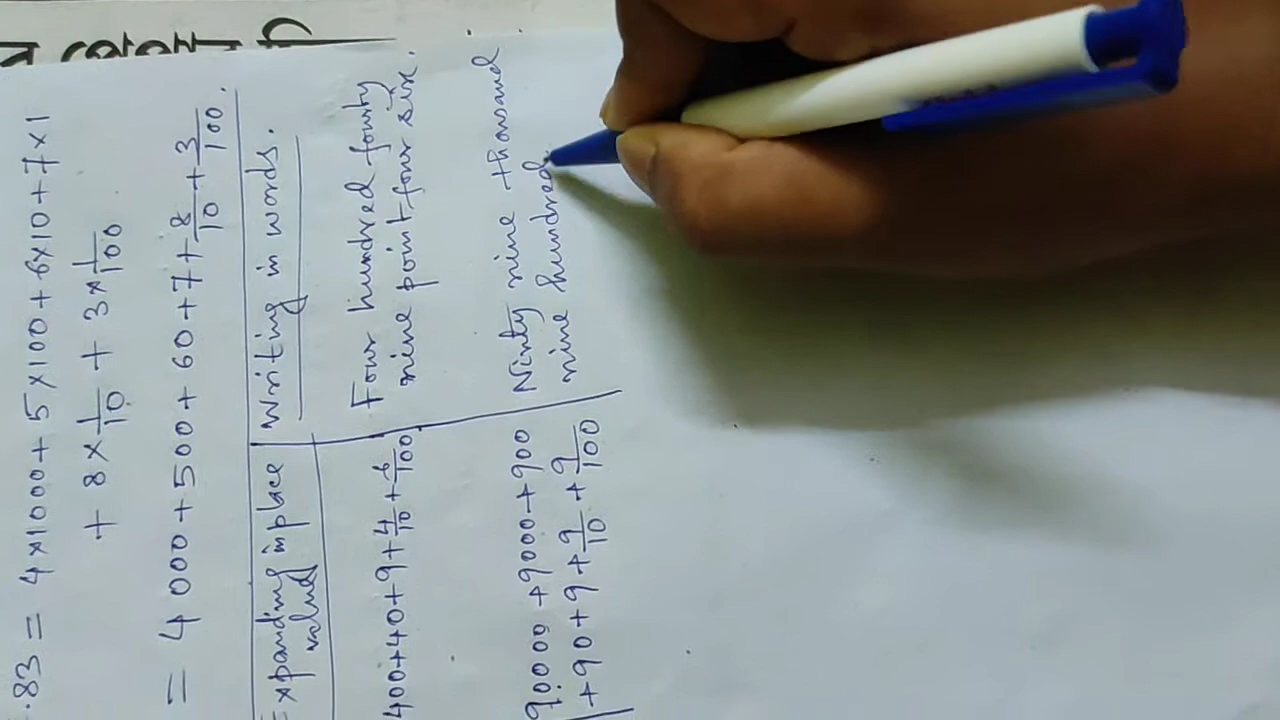 .83 = 4×1000+5×100+6×10+7×1
+ 8×1/10 + 3×1/100
= 4000+500+60+7+8/10+3/100.
Expanding in place value
Writing in words.
400+40+9+4/10+6/100
Four hundred fourty
nine point four six.
90000+9000+900
+90+9+9/10+9/100
Ninty nine thousand
nine hundred